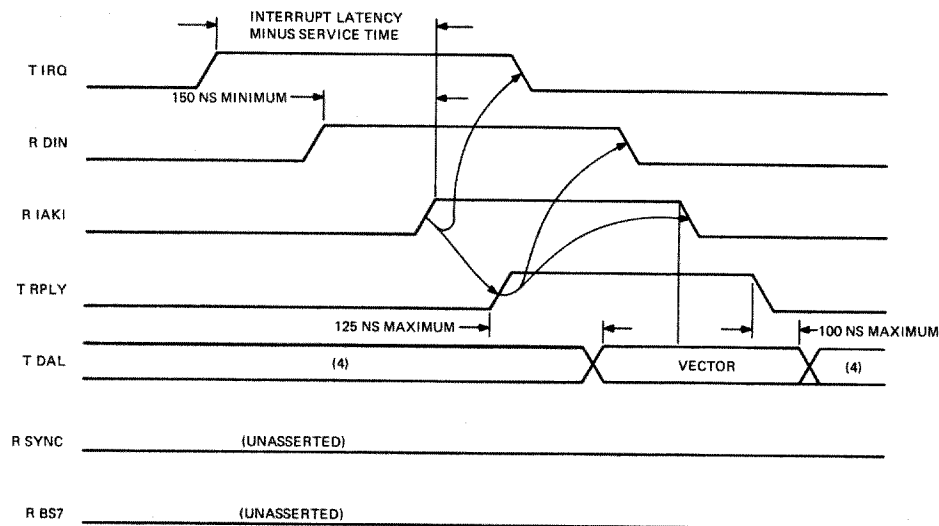 INTERRUPT LATENCY
MINUS SERVICE TIME
T IRQ
150 NS MINIMUM
R DIN
R IAKI
T RPLY
125 NS MAXIMUM
100 NS MAXIMUM
T DAL
(4)
VECTOR
(4)
R SYNC
(UNASSERTED)
R BS7
(UNASSERTED)